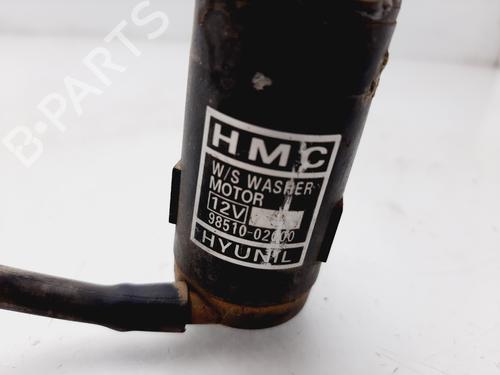 B-PARTS
HMC
W/S WASHER
MOTOR
12V
98510-02000
HYUNIL